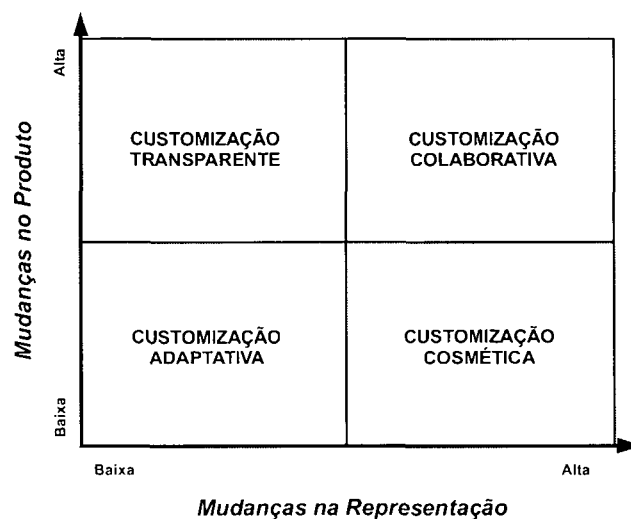 Alta
Mudanças no Produto
Baixa
CUSTOMIZAÇÃO
TRANSPARENTE
CUSTOMIZAÇÃO
COLABORATIVA
CUSTOMIZAÇÃO
ADAPTATIVA
CUSTOMIZAÇÃO
COSMÉTICA
Baixa
Alta
Mudanças na Representação